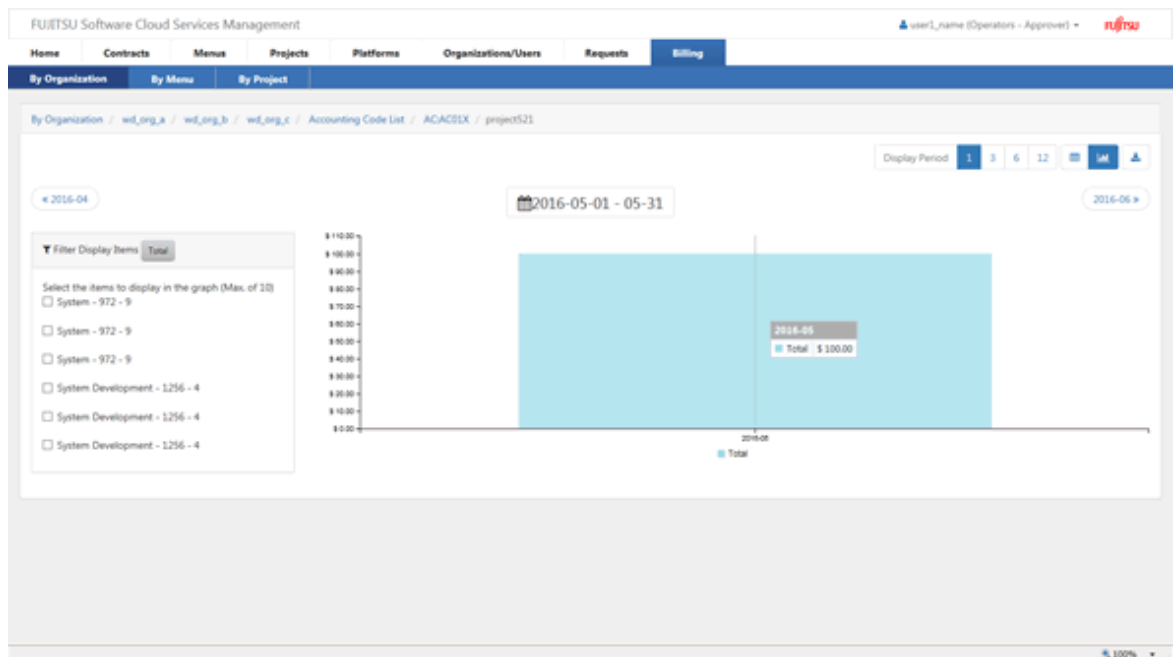 FUJITSU Software Cloud Services Management
user1_name (Operators - Approver)
FUJITSU
Home Contracts Menus Projects Platforms Organizations/Users Requests Billing
By Organization By Menu By Project
By Organization / wd_org_a / wd_org_b / wd_org_c / Accounting Code List / AC:AC01X / project521
Display Period 1 3 6 12
« 2016-04
2016-05-01 - 05-31
2016-06 »
Filter Display Items Total
Select the items to display in the graph (Max. of 10)
System - 972 - 9
System - 972 - 9
System - 972 - 9
System Development - 1256 - 4
System Development - 1256 - 4
System Development - 1256 - 4
$ 110.00
$ 100.00
$ 90.00
$ 80.00
$ 70.00
$ 60.00
$ 50.00
$ 40.00
$ 30.00
$ 20.00
$ 10.00
$ 0.00
2016-05
Total $ 100.00
2016-05
Total
100%